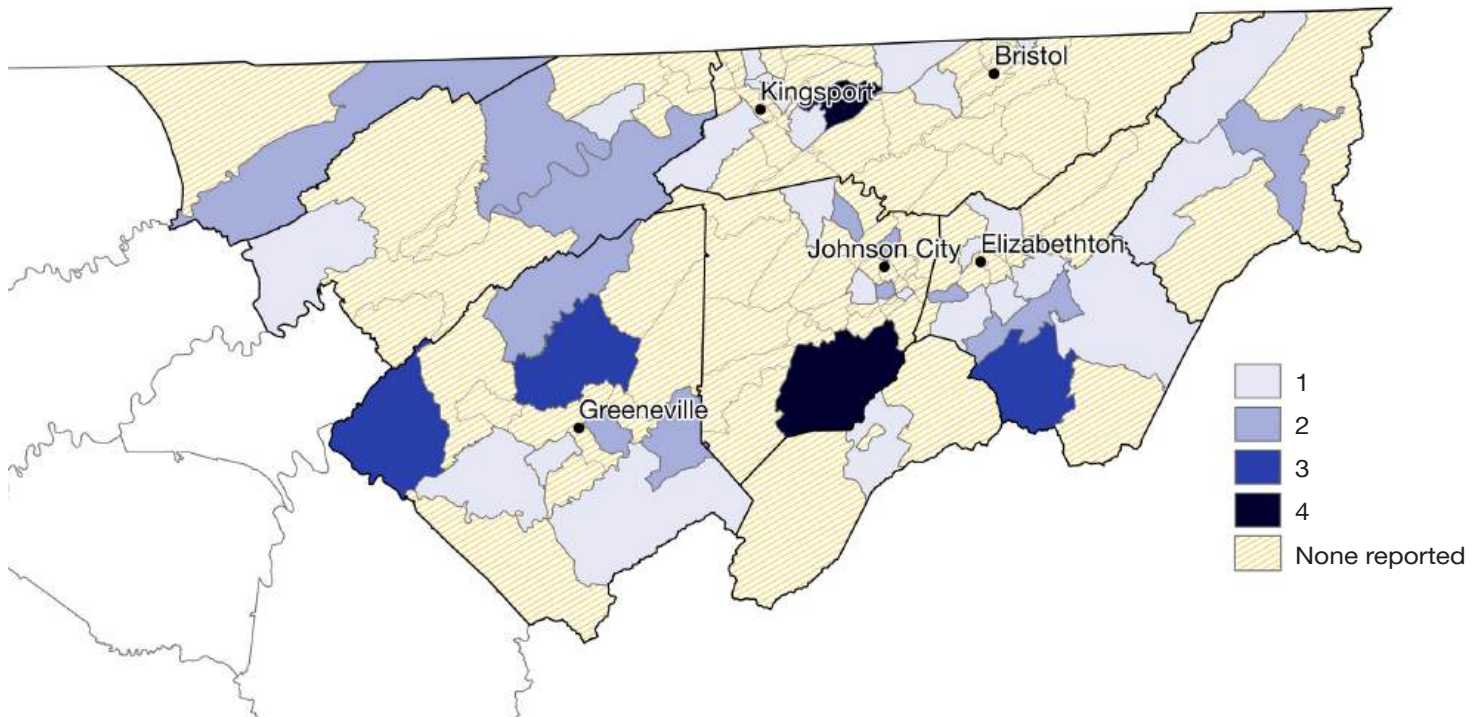 Bristol
Kingsport
Johnson City
Elizabethton
Greeneville
1
2
3
4
None reported